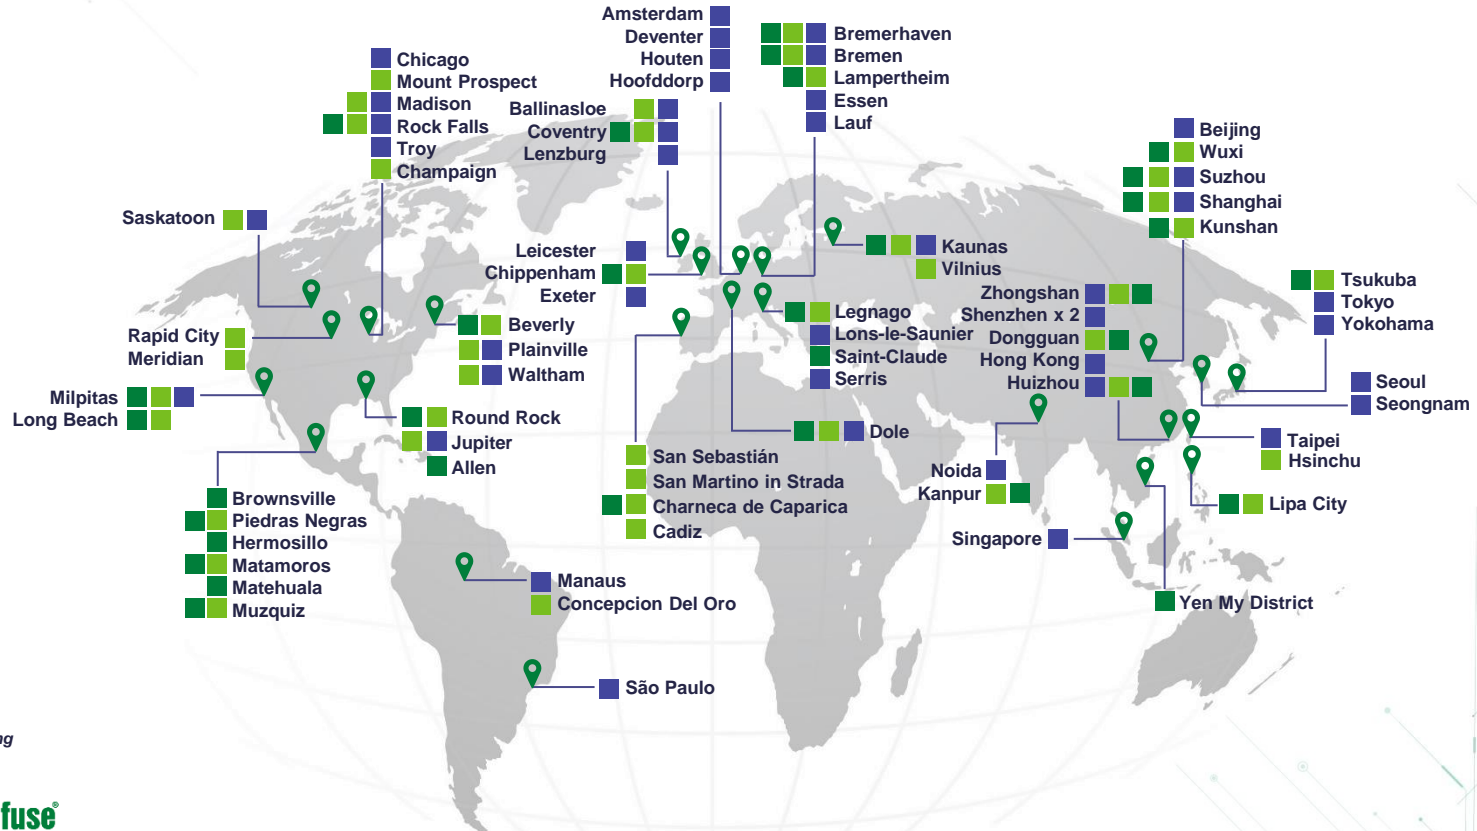 Amsterdam
Deventer
Houten
Hoofddorp
Bremerhaven
Bremen
Lampertheim
Essen
Lauf
Chicago
Mount Prospect
Madison
Rock Falls
Troy
Champaign
Ballinasloe
Coventry
Lenzburg
Beijing
Wuxi
Suzhou
Shanghai
Kunshan
Saskatoon
Leicester
Chippenham
Exeter
Kaunas
Vilnius
Zhongshan
Shenzhen x 2
Dongguan
Hong Kong
Huizhou
Tsukuba
Tokyo
Yokohama
Rapid City
Meridian
Beverly
Plainville
Waltham
Legnago
Lons-le-Saunier
Saint-Claude
Serris
Seoul
Seongnam
Milpitas
Long Beach
Round Rock
Jupiter
Allen
Dole
Taipei
Hsinchu
San Sebastián
San Martino in Strada
Charneca de Caparica
Cadiz
Noida
Kanpur
Lipa City
Singapore
Brownsville
Piedras Negras
Hermosillo
Matamoros
Matehuala
Muzquiz
Manaus
Concepcion Del Oro
Yen My District
São Paulo
ng
fuse®